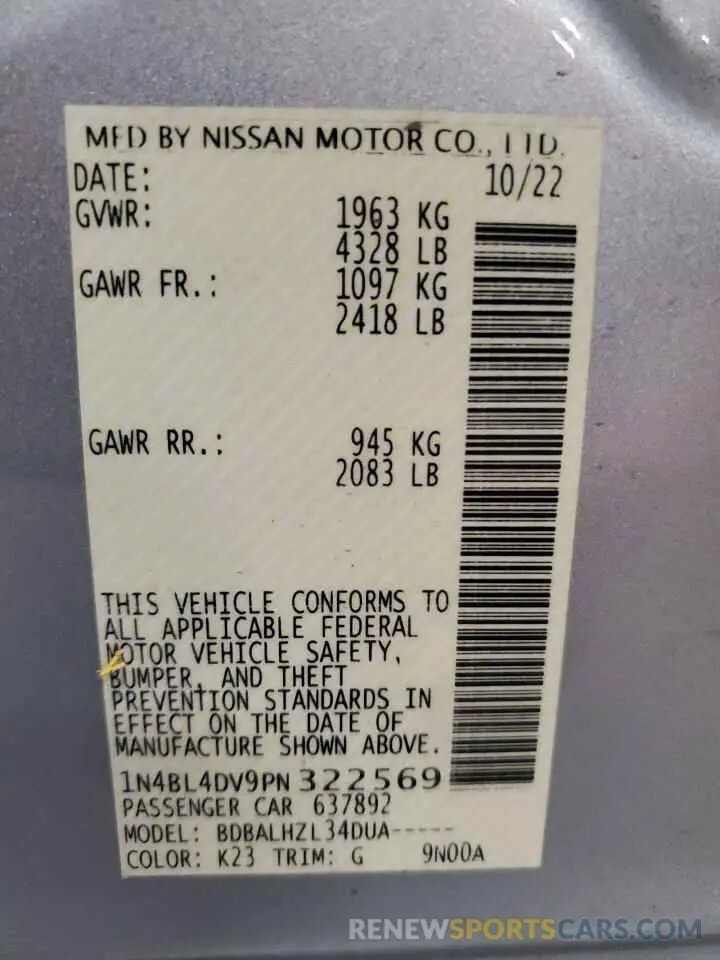 MFD BY NISSAN MOTOR CO., LTD.
DATE: 10/22
GVWR: 1963 KG
4328 LB
GAWR FR.: 1097 KG
2418 LB
GAWR RR.: 945 KG
2083 LB
THIS VEHICLE CONFORMS TO
ALL APPLICABLE FEDERAL
MOTOR VEHICLE SAFETY,
BUMPER, AND THEFT
PREVENTION STANDARDS IN
EFFECT ON THE DATE OF
MANUFACTURE SHOWN ABOVE.
1N4BL4DV9PN322569
PASSENGER CAR 637892
MODEL: BDBALHZL34DUA-----
COLOR: K23 TRIM: G 9N00A
RENEWSPORTSCARS.COM